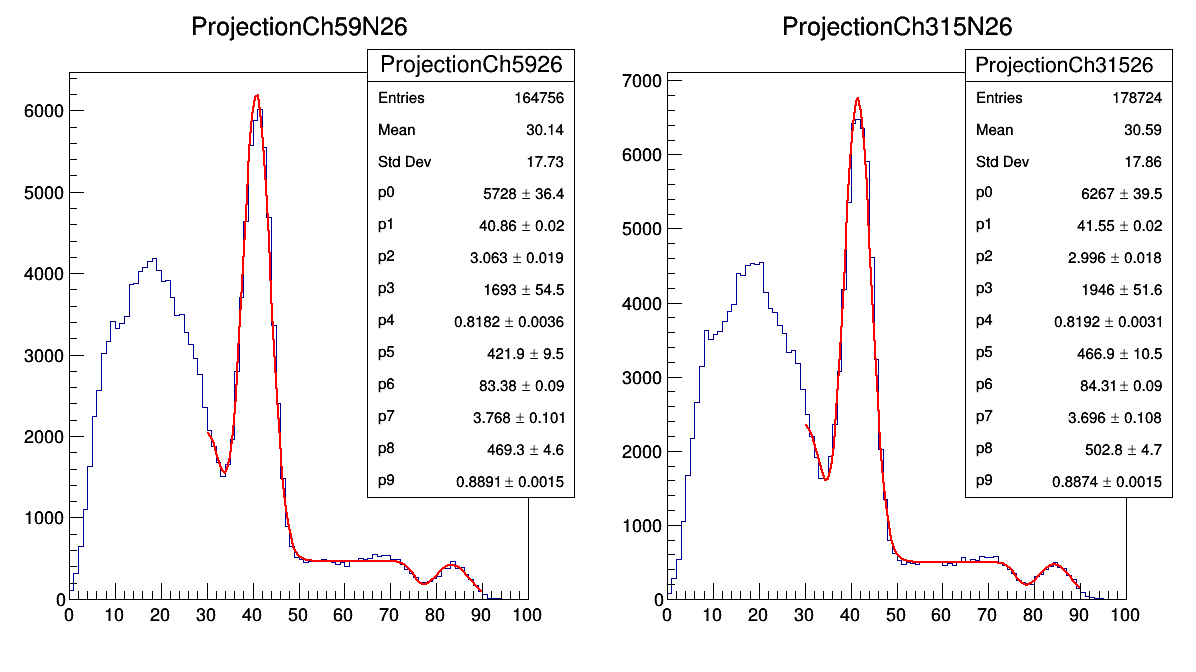 ProjectionCh59N26
ProjectionCh5926
Entries 164756
Mean 30.14
Std Dev 17.73
p0 5728 ± 36.4
p1 40.86 ± 0.02
p2 3.063 ± 0.019
p3 1693 ± 54.5
p4 0.8182 ± 0.0036
p5 421.9 ± 9.5
p6 83.38 ± 0.09
p7 3.768 ± 0.101
p8 469.3 ± 4.6
p9 0.8891 ± 0.0015
6000
5000
4000
3000
2000
1000
0
0 10 20 30 40 50 60 70 80 90 100
ProjectionCh315N26
ProjectionCh31526
Entries 178724
Mean 30.59
Std Dev 17.86
p0 6267 ± 39.5
p1 41.55 ± 0.02
p2 2.996 ± 0.018
p3 1946 ± 51.6
p4 0.8192 ± 0.0031
p5 466.9 ± 10.5
p6 84.31 ± 0.09
p7 3.696 ± 0.108
p8 502.8 ± 4.7
p9 0.8874 ± 0.0015
7000
6000
5000
4000
3000
2000
1000
0
0 10 20 30 40 50 60 70 80 90 100